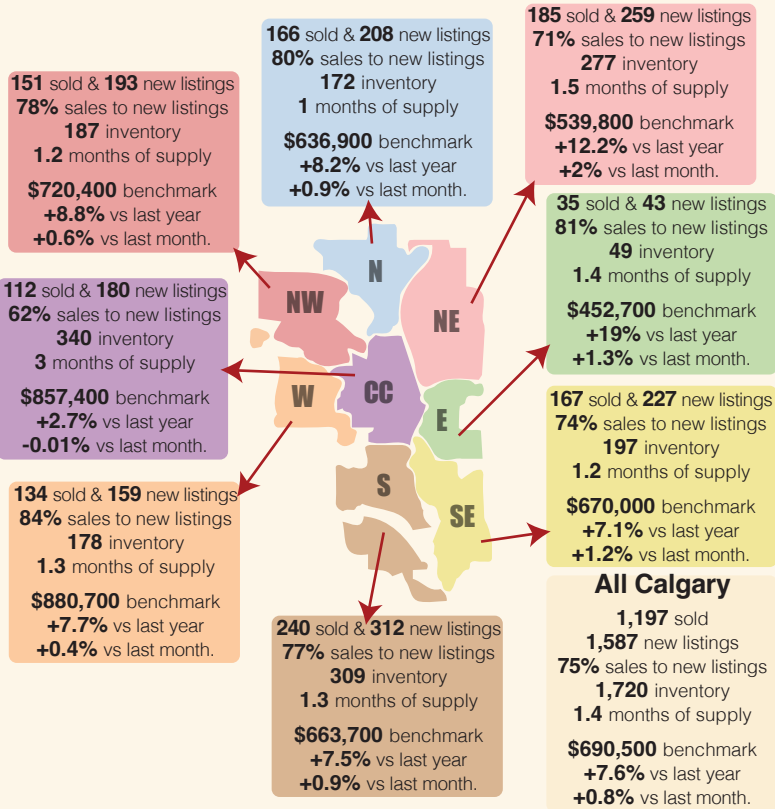 166 sold & 208 new listings
80% sales to new listings
172 inventory
1 months of supply
$636,900 benchmark
+8.2% vs last year
+0.9% vs last month.
185 sold & 259 new listings
71% sales to new listings
277 inventory
1.5 months of supply
$539,800 benchmark
+12.2% vs last year
+2% vs last month.
151 sold & 193 new listings
78% sales to new listings
187 inventory
1.2 months of supply
$720,400 benchmark
+8.8% vs last year
+0.6% vs last month.
35 sold & 43 new listings
81% sales to new listings
49 inventory
1.4 months of supply
$452,700 benchmark
+19% vs last year
+1.3% vs last month.
N
NW
NE
112 sold & 180 new listings
62% sales to new listings
340 inventory
3 months of supply
$857,400 benchmark
+2.7% vs last year
-0.01% vs last month.
W
CC
E
S
SE
167 sold & 227 new listings
74% sales to new listings
197 inventory
1.2 months of supply
$670,000 benchmark
+7.1% vs last year
+1.2% vs last month.
134 sold & 159 new listings
84% sales to new listings
178 inventory
1.3 months of supply
$880,700 benchmark
+7.7% vs last year
+0.4% vs last month.
240 sold & 312 new listings
77% sales to new listings
309 inventory
1.3 months of supply
$663,700 benchmark
+7.5% vs last year
+0.9% vs last month.
All Calgary
1,197 sold
1,587 new listings
75% sales to new listings
1,720 inventory
1.4 months of supply
$690,500 benchmark
+7.6% vs last year
+0.8% vs last month.